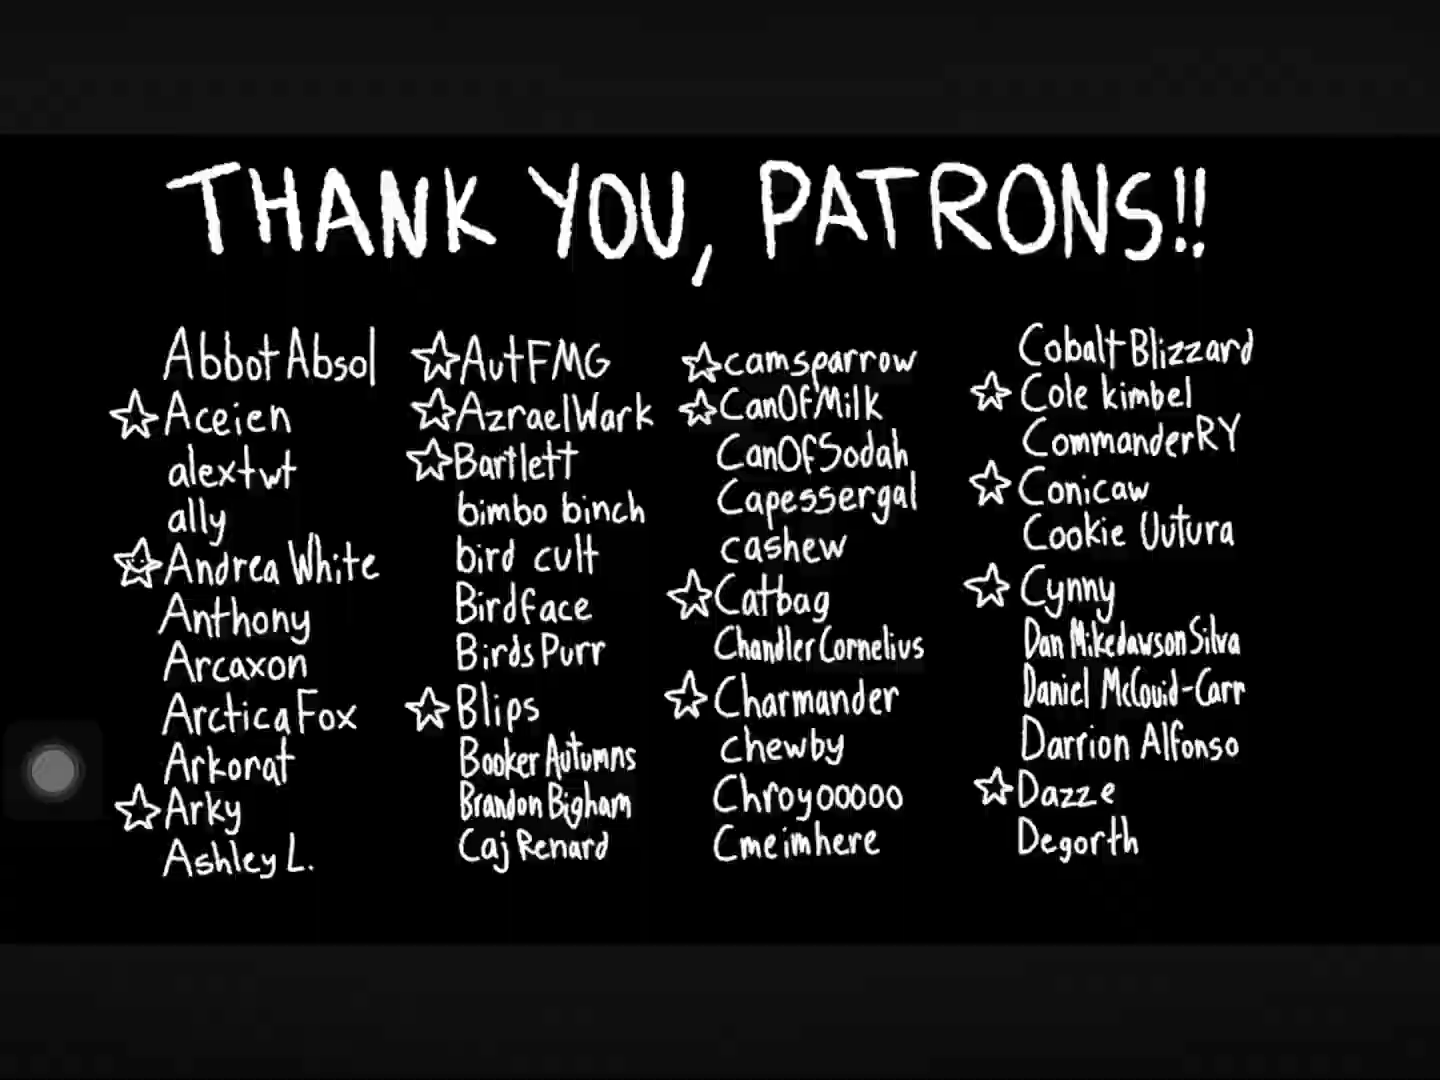 THANK YOU, PATRONS!!
Abbot Absol
☆Aceien
alextwt
ally
☆Andrea White
Anthony
Arcaxon
Arctica Fox
Arkorat
☆Arky
Ashley L.
☆AutFMG
☆AzraelWark
☆Bartlett
bimbo binch
bird cult
Birdface
Birds Purr
☆Blips
Booker Autumns
Brandon Bigham
Caj Renard
☆camsparrow
☆CanOfMilk
CanOfSodah
Capessergal
cashew
☆Catbag
Chandler Cornelius
☆Charmander
chewby
Chroyooooo
Cmeimhere
Cobalt Blizzard
☆Cole kimbel
CommanderRY
☆Conicaw
Cookie Uutura
☆Cynny
Dan Mikedawson Silva
Daniel McCouid-Carr
Darrion Alfonso
☆Dazze
Degorth